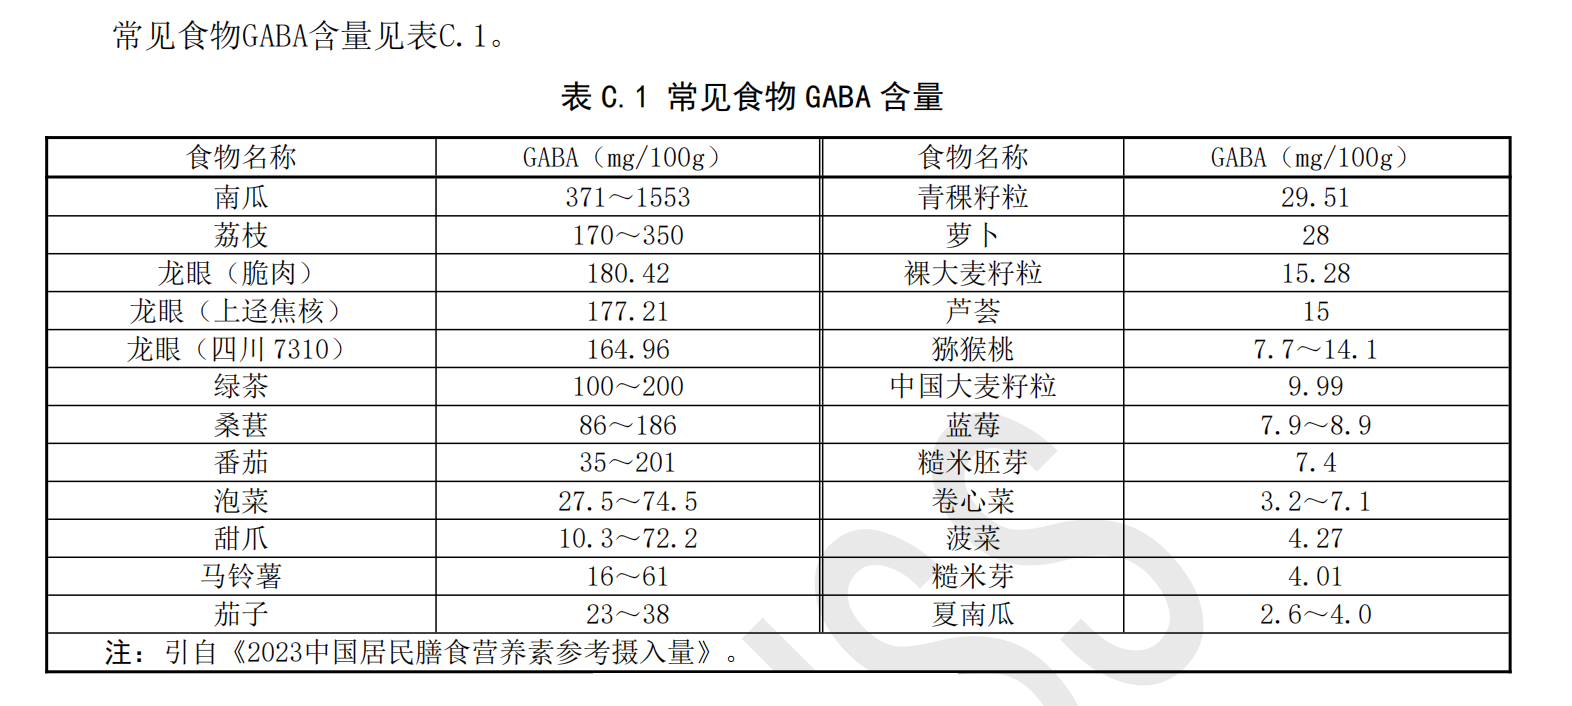 常见食物GABA含量见表C.1。
表 C.1 常见食物 GABA 含量
食物名称 GABA（mg/100g） 食物名称 GABA（mg/100g）
南瓜 371～1553 青稞籽粒 29.51
荔枝 170～350 萝卜 28
龙眼（脆肉） 180.42 裸大麦籽粒 15.28
龙眼（上迳焦核） 177.21 芦荟 15
龙眼（四川 7310） 164.96 猕猴桃 7.7～14.1
绿茶 100～200 中国大麦籽粒 9.99
桑葚 86～186 蓝莓 7.9～8.9
番茄 35～201 糙米胚芽 7.4
泡菜 27.5～74.5 卷心菜 3.2～7.1
甜瓜 10.3～72.2 菠菜 4.27
马铃薯 16～61 糙米芽 4.01
茄子 23～38 夏南瓜 2.6～4.0
注：引自《2023中国居民膳食营养素参考摄入量》。